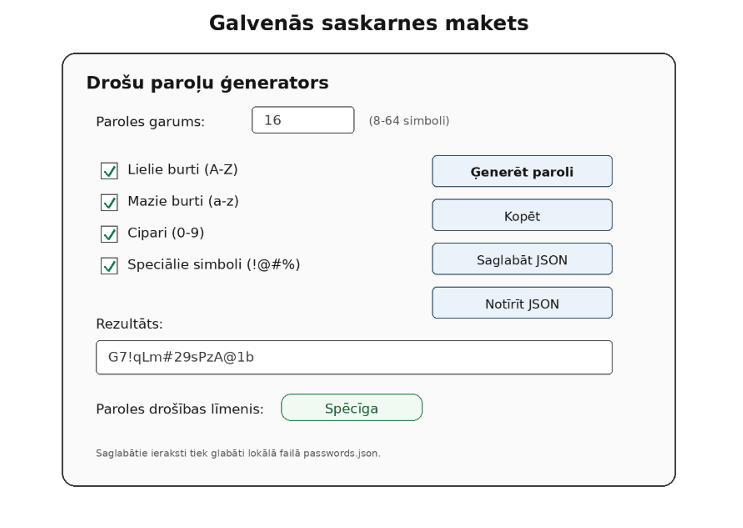 Galvenās saskarnes makets
Drošu paroļu ģenerators
Paroles garums:
16
(8-64 simboli)
Lielie burti (A-Z)
Mazie burti (a-z)
Cipari (0-9)
Speciālie simboli (!@#%)
Ģenerēt paroli
Kopēt
Saglabāt JSON
Notīrīt JSON
Rezultāts:
G7!qLm#29sPzA@1b
Paroles drošības līmenis:
Spēcīga
Saglabātie ieraksti tiek glabāti lokālā failā passwords.json.